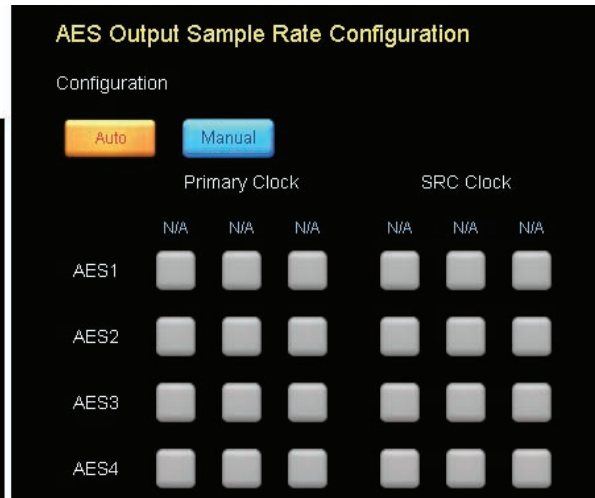 AES Output Sample Rate Configuration
Configuration
Auto Manual
Primary Clock SRC Clock
N/A N/A N/A N/A N/A N/A
AES1
AES2
AES3
AES4